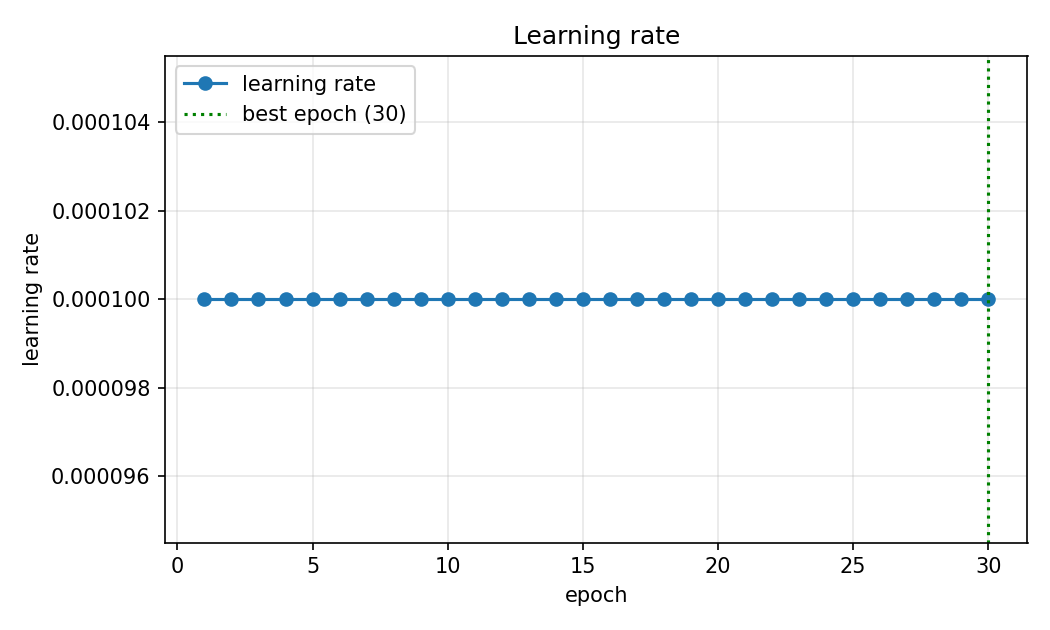 Learning rate
learning rate
best epoch (30)
0.000104
0.000102
0.000100
0.000098
0.000096
learning rate
0 5 10 15 20 25 30
epoch